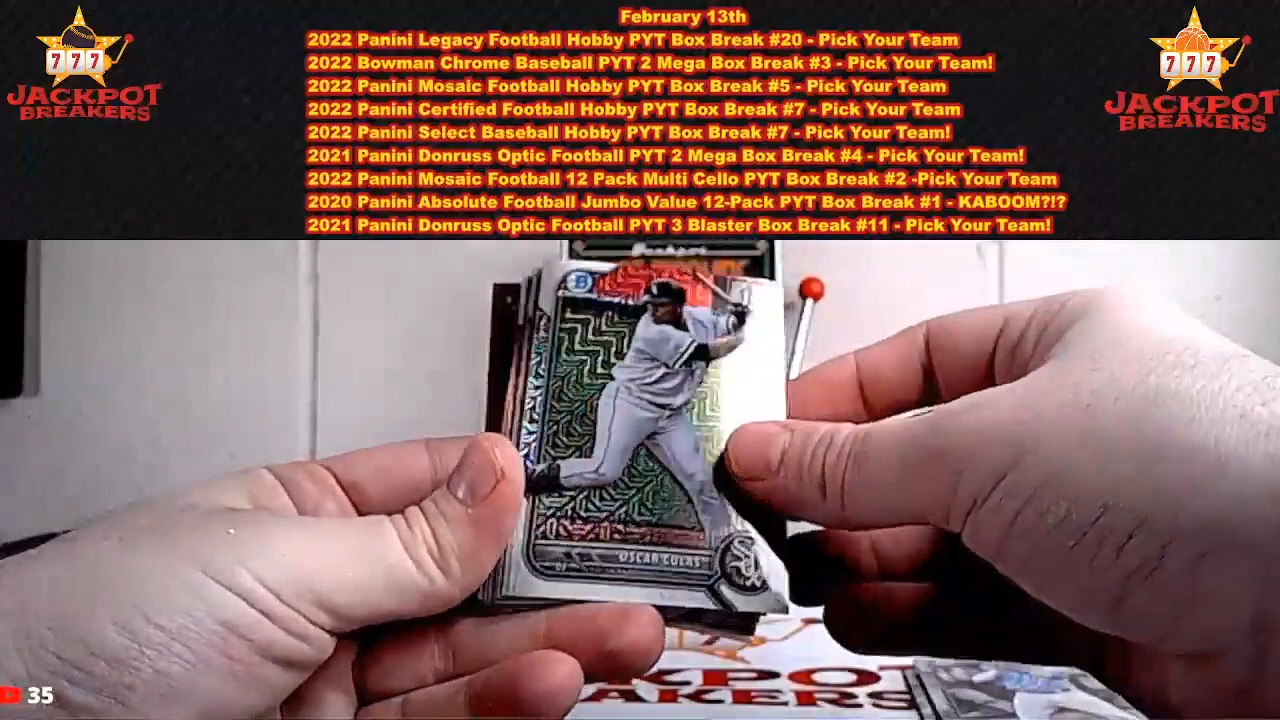 February 13th
2022 Panini Legacy Football Hobby PYT Box Break #20 - Pick Your Team
2022 Bowman Chrome Baseball PYT 2 Mega Box Break #3 - Pick Your Team!
2022 Panini Mosaic Football Hobby PYT Box Break #5 - Pick Your Team
2022 Panini Certified Football Hobby PYT Box Break #7 - Pick Your Team
2022 Panini Select Baseball Hobby PYT Box Break #7 - Pick Your Team!
2021 Panini Donruss Optic Football PYT 2 Mega Box Break #4 - Pick Your Team!
2022 Panini Mosaic Football 12 Pack Multi Cello PYT Box Break #2 -Pick Your Team
2020 Panini Absolute Football Jumbo Value 12-Pack PYT Box Break #1 - KABOOM?!?
2021 Panini Donruss Optic Football PYT 3 Blaster Box Break #11 - Pick Your Team!
777
JACKPOT
BREAKERS
777
JACKPOT
BREAKERS
Breakers
B
OSCAR COLAS
Sox
35